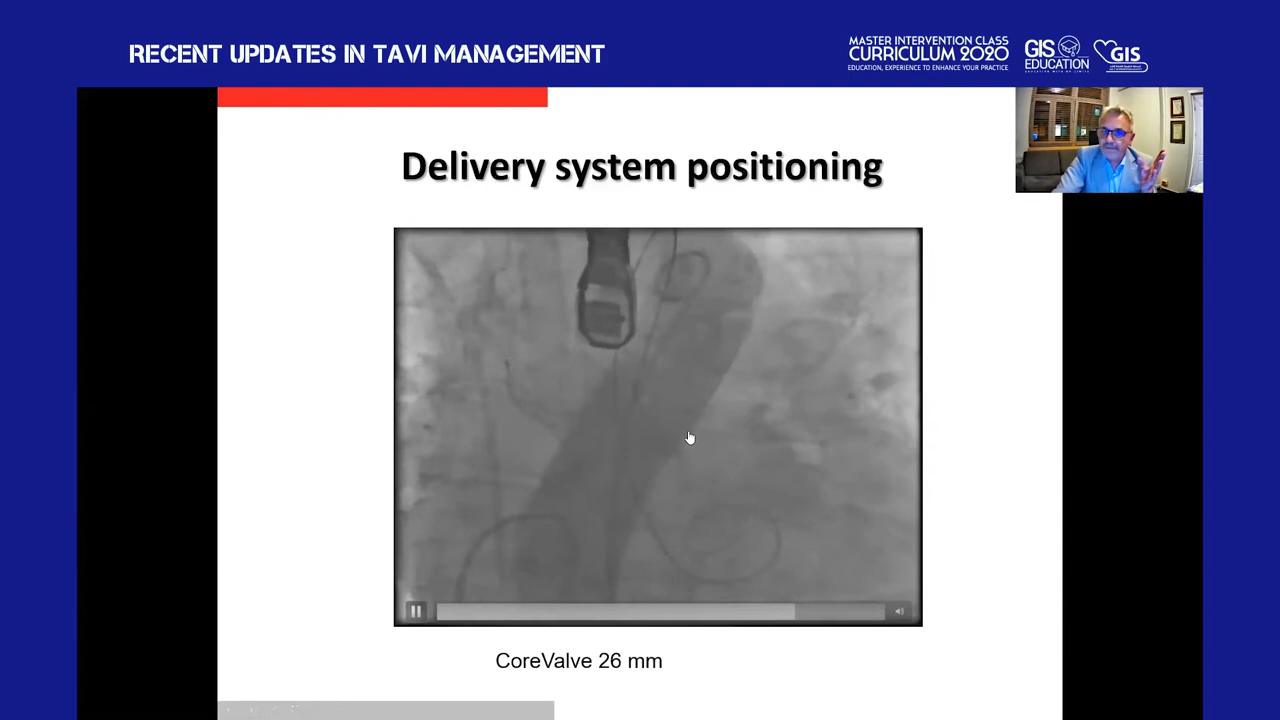 RECENT UPDATES IN TAVI MANAGEMENT
MASTER INTERVENTION CLASS
CURRICULUM 2020
EDUCATION, EXPERIENCE TO ENHANCE YOUR PRACTICE
GIS
EDUCATION
GIS
Delivery system positioning
CoreValve 26 mm